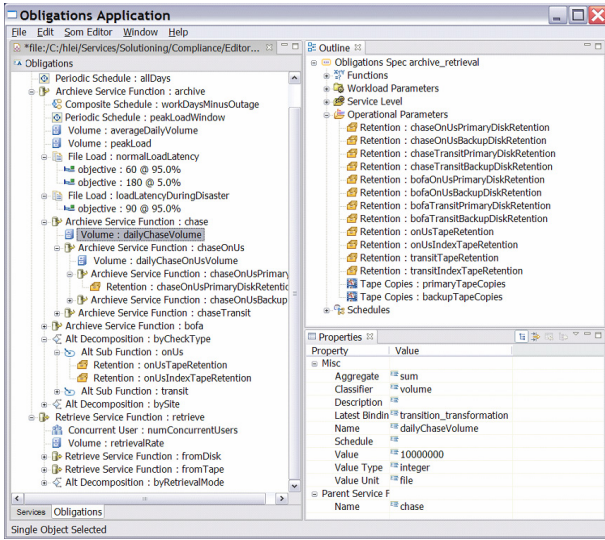 Obligations Application
File Edit Som Editor Window Help
*file:/C:/hlei/Services/Solutioning/Compliance/Editor...
Obligations
Periodic Schedule : allDays
Archieve Service Function : archive
Composite Schedule : workDaysMinusOutage
Periodic Schedule : peakLoadWindow
Volume : averageDailyVolume
Volume : peakLoad
File Load : normalLoadLatency
objective : 60 @ 95.0%
objective : 180 @ 5.0%
File Load : loadLatencyDuringDisaster
objective : 90 @ 95.0%
Archieve Service Function : chase
Volume : dailyChaseVolume
Archieve Service Function : chaseOnUs
Volume : dailyChaseOnUsVolume
Archieve Service Function : chaseOnUsPrimary
Retention : chaseOnUsPrimaryDiskRetentic
Archieve Service Function : chaseOnUsBackup
Archieve Service Function : chaseTransit
Archieve Service Function : bofa
Alt Decomposition : byCheckType
Alt Sub Function : onUs
Retention : onUsTapeRetention
Retention : onUsIndexTapeRetention
Alt Sub Function : transit
Alt Decomposition : bySite
Retrieve Service Function : retrieve
Concurrent User : numConcurrentUsers
Volume : retrievalRate
Retrieve Service Function : fromDisk
Retrieve Service Function : fromTape
Alt Decomposition : byRetrievalMode
Services Obligations
Single Object Selected
Outline
Obligations Spec archive_retrieval
Functions
Workload Parameters
Service Level
Operational Parameters
Retention : chaseOnUsPrimaryDiskRetention
Retention : chaseOnUsBackupDiskRetention
Retention : chaseTransitPrimaryDiskRetention
Retention : chaseTransitBackupDiskRetention
Retention : bofaOnUsPrimaryDiskRetention
Retention : bofaOnUsBackupDiskRetention
Retention : bofaTransitPrimaryDiskRetention
Retention : bofaTransitBackupDiskRetention
Retention : onUsTapeRetention
Retention : onUsIndexTapeRetention
Retention : transitTapeRetention
Retention : transitIndexTapeRetention
Tape Copies : primaryTapeCopies
Tape Copies : backupTapeCopies
Schedules
Properties
Property Value
Misc
Aggregate sum
Classifier volume
Description
Latest Bindin transition_transformation
Name dailyChaseVolume
Schedule
Value 10000000
Value Type integer
Value Unit file
Parent Service F
Name chase